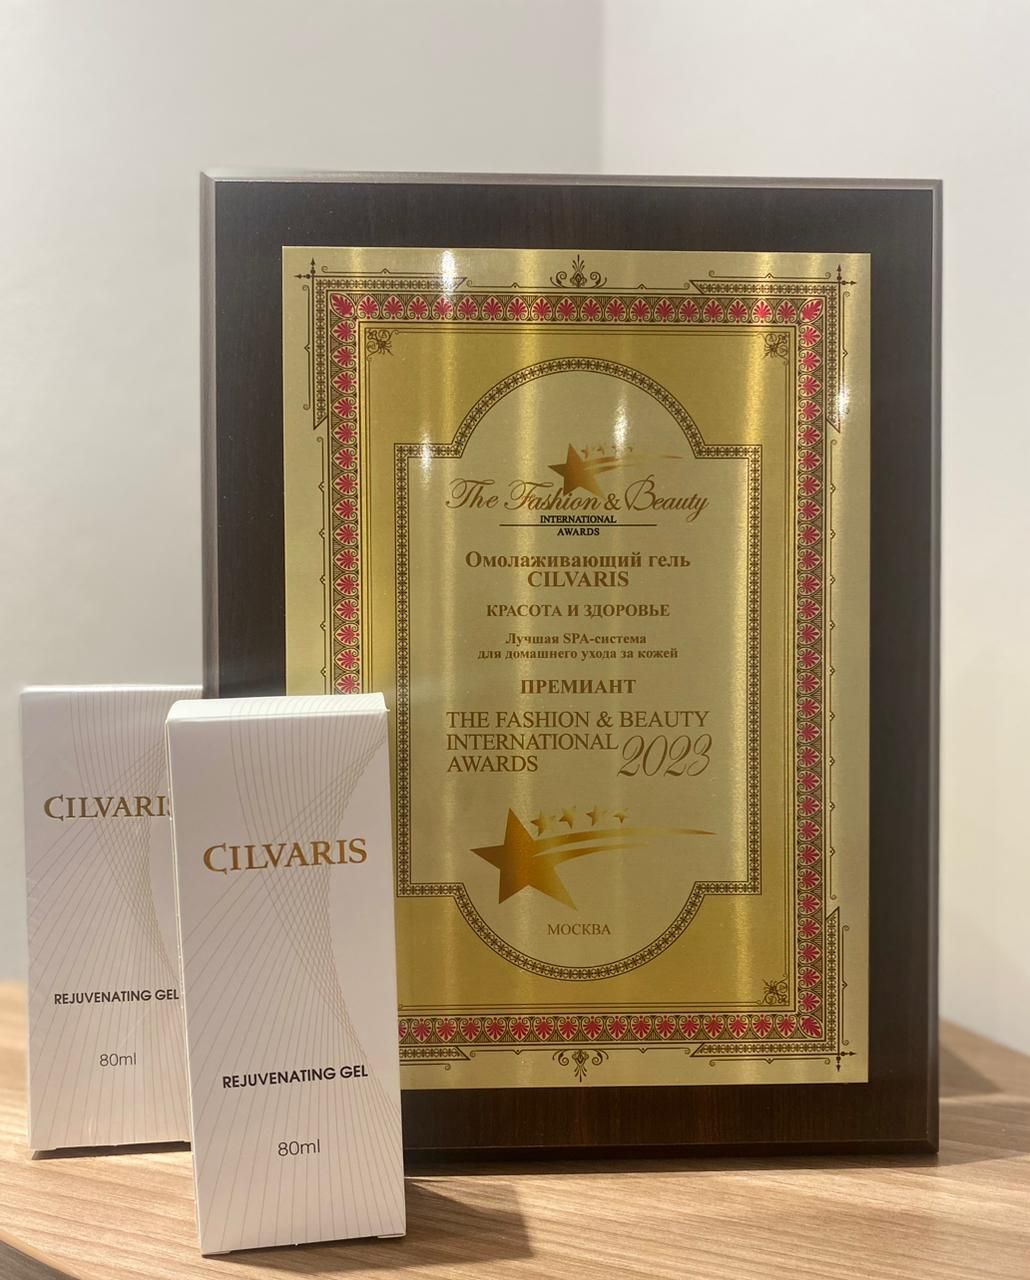 The Fashion & Beauty
INTERNATIONAL
AWARDS
Омолаживающий гель
CILVARIS
КРАСОТА И ЗДОРОВЬЕ
Лучшая SPA-система
для домашнего ухода за кожей
ПРЕМИАНТ
THE FASHION & BEAUTY
INTERNATIONAL
AWARDS 2023
МОСКВА
CILVARIS
REJUVENATING GEL
80ml
CILVARIS
REJUVENATING GEL
80ml